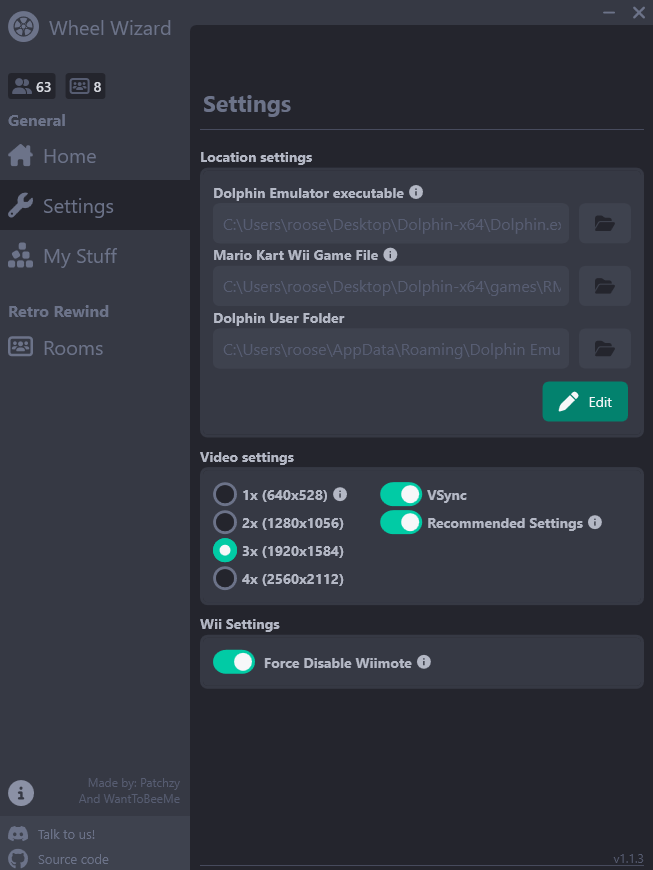 Wheel Wizard
63
8
General
Home
Settings
My Stuff
Retro Rewind
Rooms
Made by: Patchzy
And WantToBeeMe
Talk to us!
Source code
Settings
Location settings
Dolphin Emulator executable
C:\Users\roose\Desktop\Dolphin-x64\Dolphin.ex
Mario Kart Wii Game File
C:\Users\roose\Desktop\Dolphin-x64\games\RM
Dolphin User Folder
C:\Users\roose\AppData\Roaming\Dolphin Emu
Edit
Video settings
1x (640x528)
2x (1280x1056)
3x (1920x1584)
4x (2560x2112)
VSync
Recommended Settings
Wii Settings
Force Disable Wiimote
v1.1.3